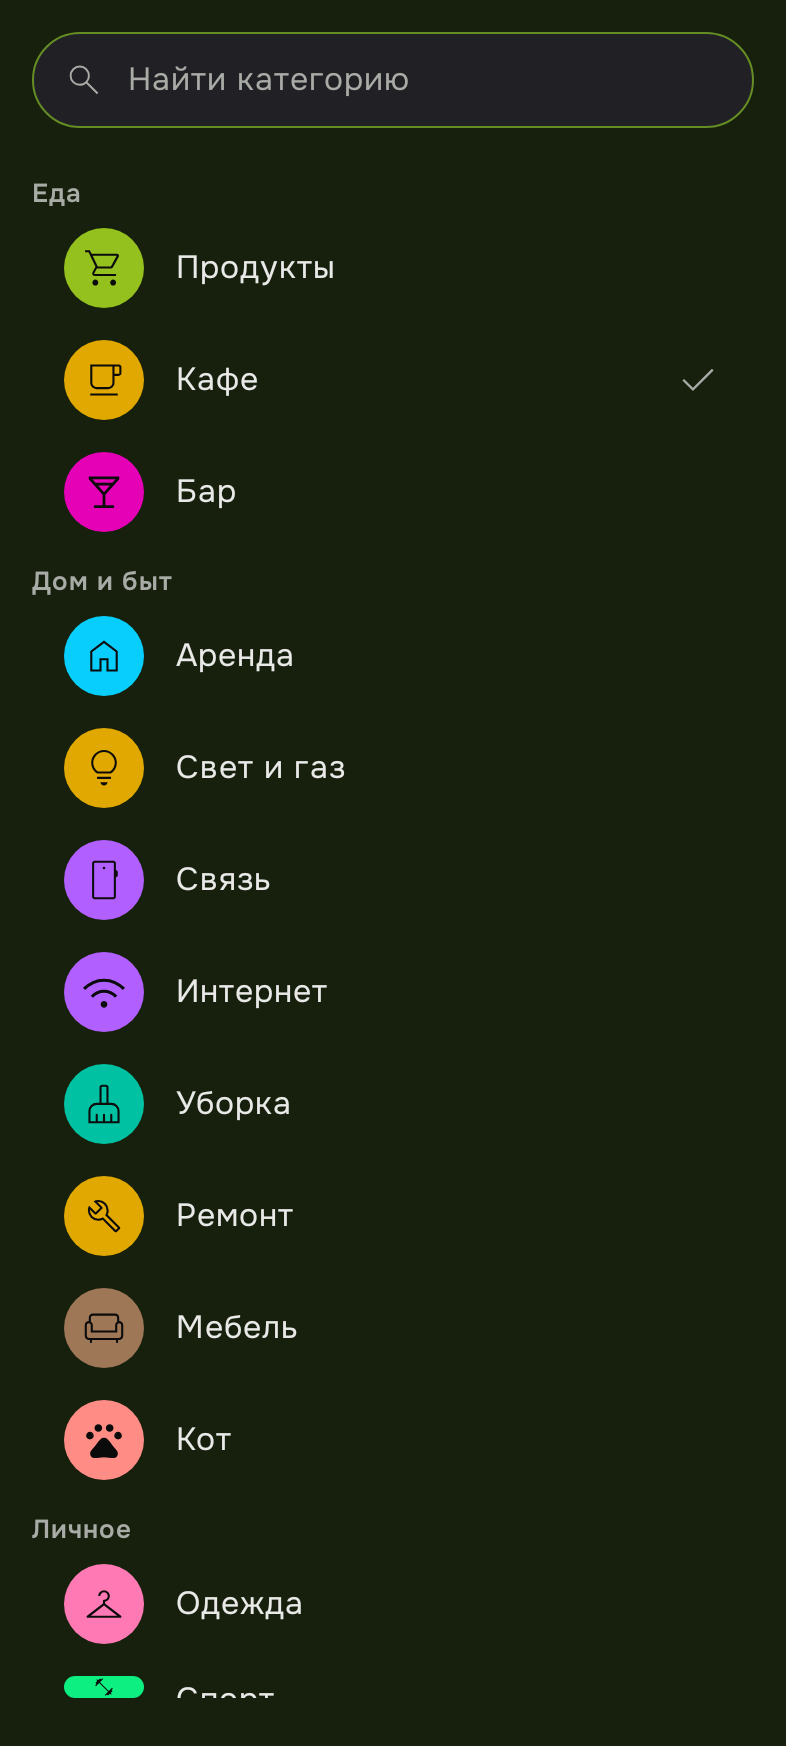 Найти категорию
Еда
Продукты
Кафе
Бар
Дом и быт
Аренда
Свет и газ
Связь
Интернет
Уборка
Ремонт
Мебель
Кот
Личное
Одежда
Спорт